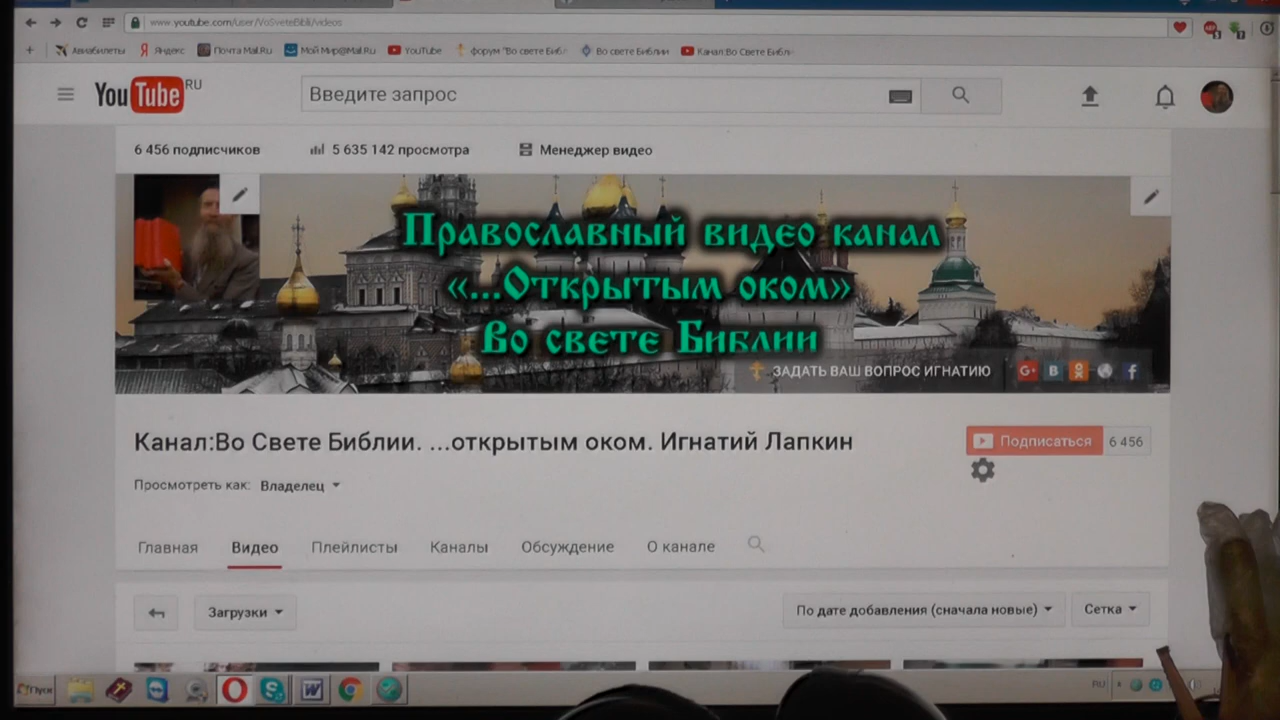 www.youtube.com/user/VoSveteBibli/videos
Авиабилеты Яндекс Почта Mail.Ru Мой Мир@Mail.Ru YouTube форум "Во свете Библ Во свете Библии Канал:Во Свете Библ
YouTube RU
Введите запрос
6 456 подписчиков 5 635 142 просмотра Менеджер видео
Православный видео канал
«...Открытым оком»
Во свете Библии
ЗАДАТЬ ВАШ ВОПРОС ИГНАТИЮ
Канал:Во Свете Библии. ...открытым оком. Игнатий Лапкин
Подписаться 6 456
Просмотреть как: Владелец
Главная Видео Плейлисты Каналы Обсуждение О канале
Загрузки По дате добавления (сначала новые) Сетка
Пуск RU